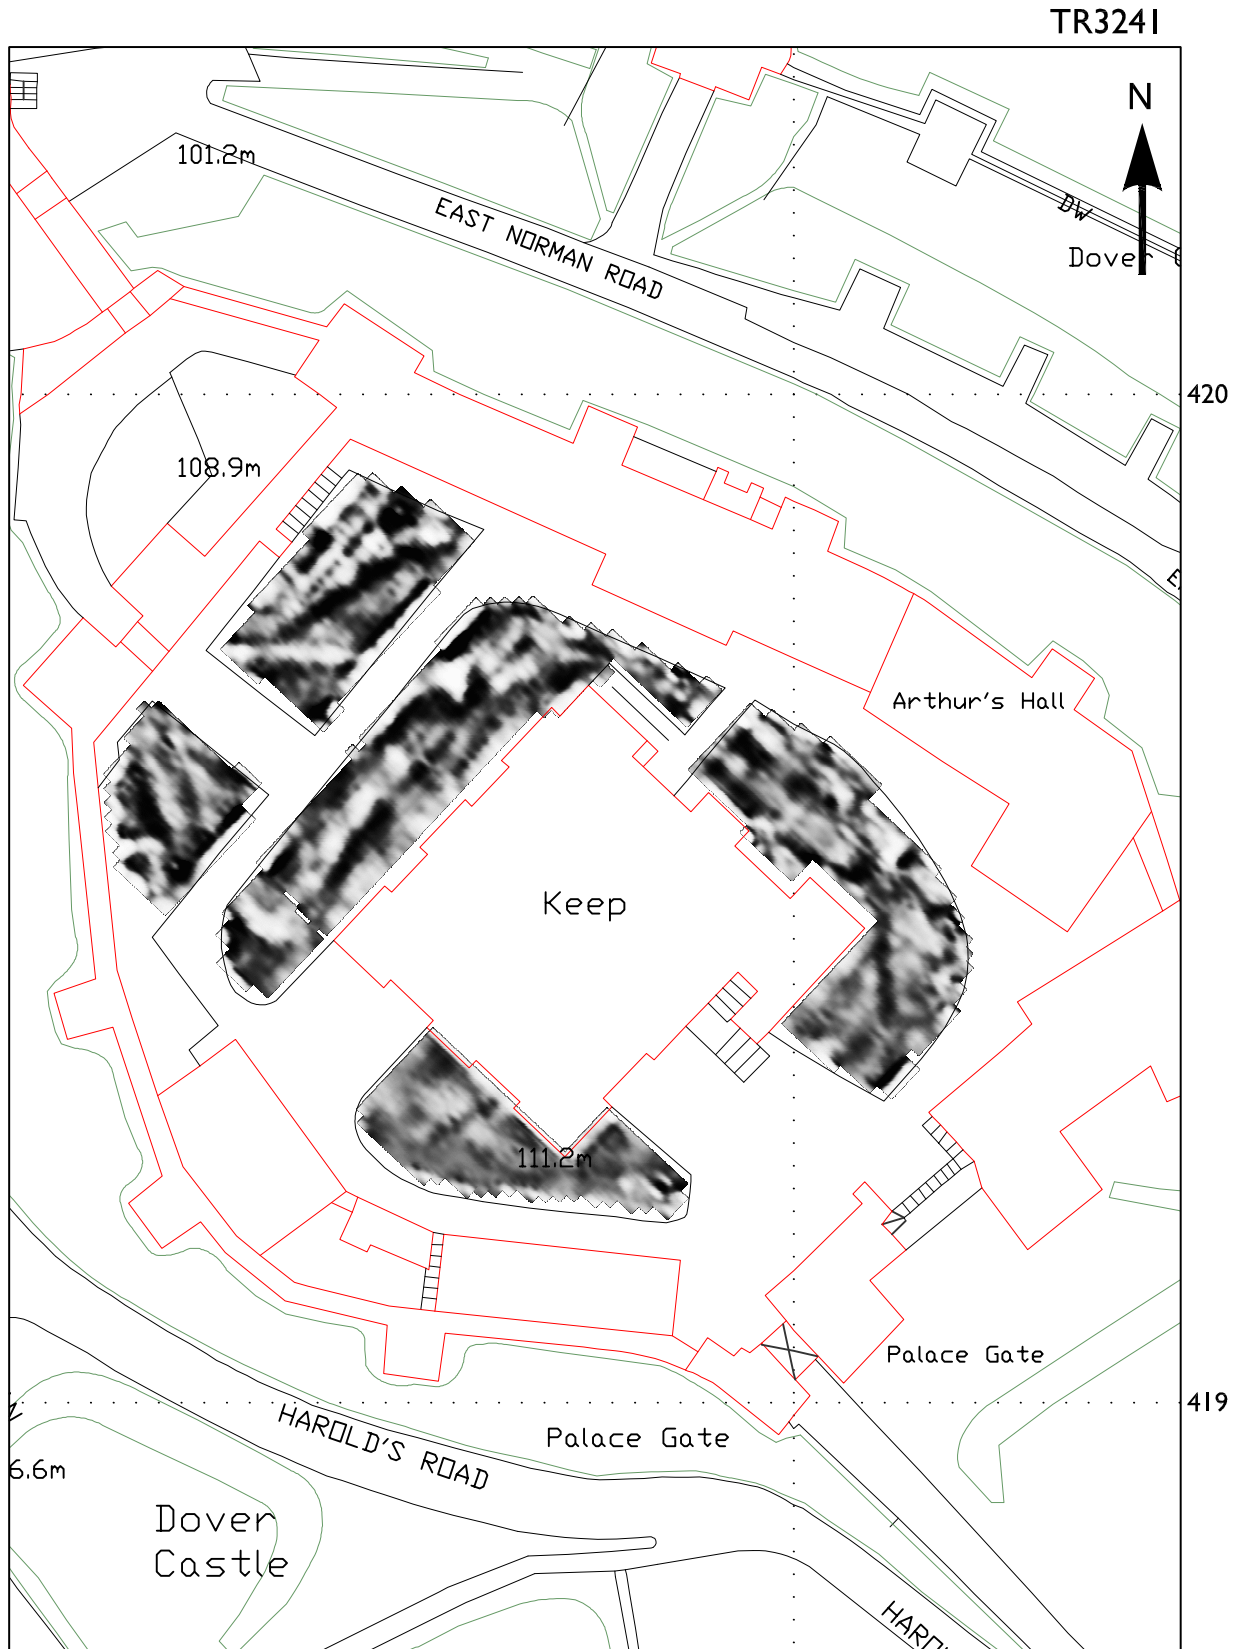 TR3241
N
101.2m
EAST NORMAN ROAD
DW
Dover
420
108.9m
Arthur's Hall
Keep
111.2m
Palace Gate
419
HAROLD'S ROAD
Palace Gate
6.6m
Dover
Castle
HARO